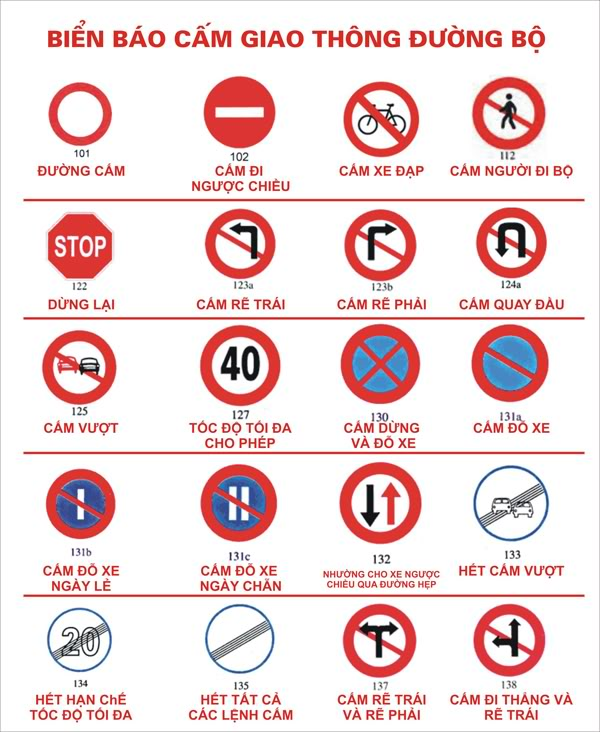 BIỂN BÁO CẤM GIAO THÔNG ĐƯỜNG BỘ
101
ĐƯỜNG CẤM
102
CẤM ĐI
NGƯỢC CHIỀU
CẤM XE ĐẠP
112
CẤM NGƯỜI ĐI BỘ
STOP
122
DỪNG LẠI
123a
CẤM RẼ TRÁI
123b
CẤM RẼ PHẢI
124a
CẤM QUAY ĐẦU
125
CẤM VƯỢT
40
127
TỐC ĐỘ TỐI ĐA
CHO PHÉP
130
CẤM DỪNG
VÀ ĐỖ XE
131a
CẤM ĐỖ XE
131b
CẤM ĐỖ XE
NGÀY LẺ
131c
CẤM ĐỖ XE
NGÀY CHẴN
132
NHƯỜNG CHO XE NGƯỢC
CHIỀU QUA ĐƯỜNG HẸP
133
HẾT CẤM VƯỢT
20
134
HẾT HẠN CHẾ
TỐC ĐỘ TỐI ĐA
135
HẾT TẤT CẢ
CÁC LỆNH CẤM
137
CẤM RẼ TRÁI
VÀ RẼ PHẢI
138
CẤM ĐI THẲNG VÀ
RẼ TRÁI